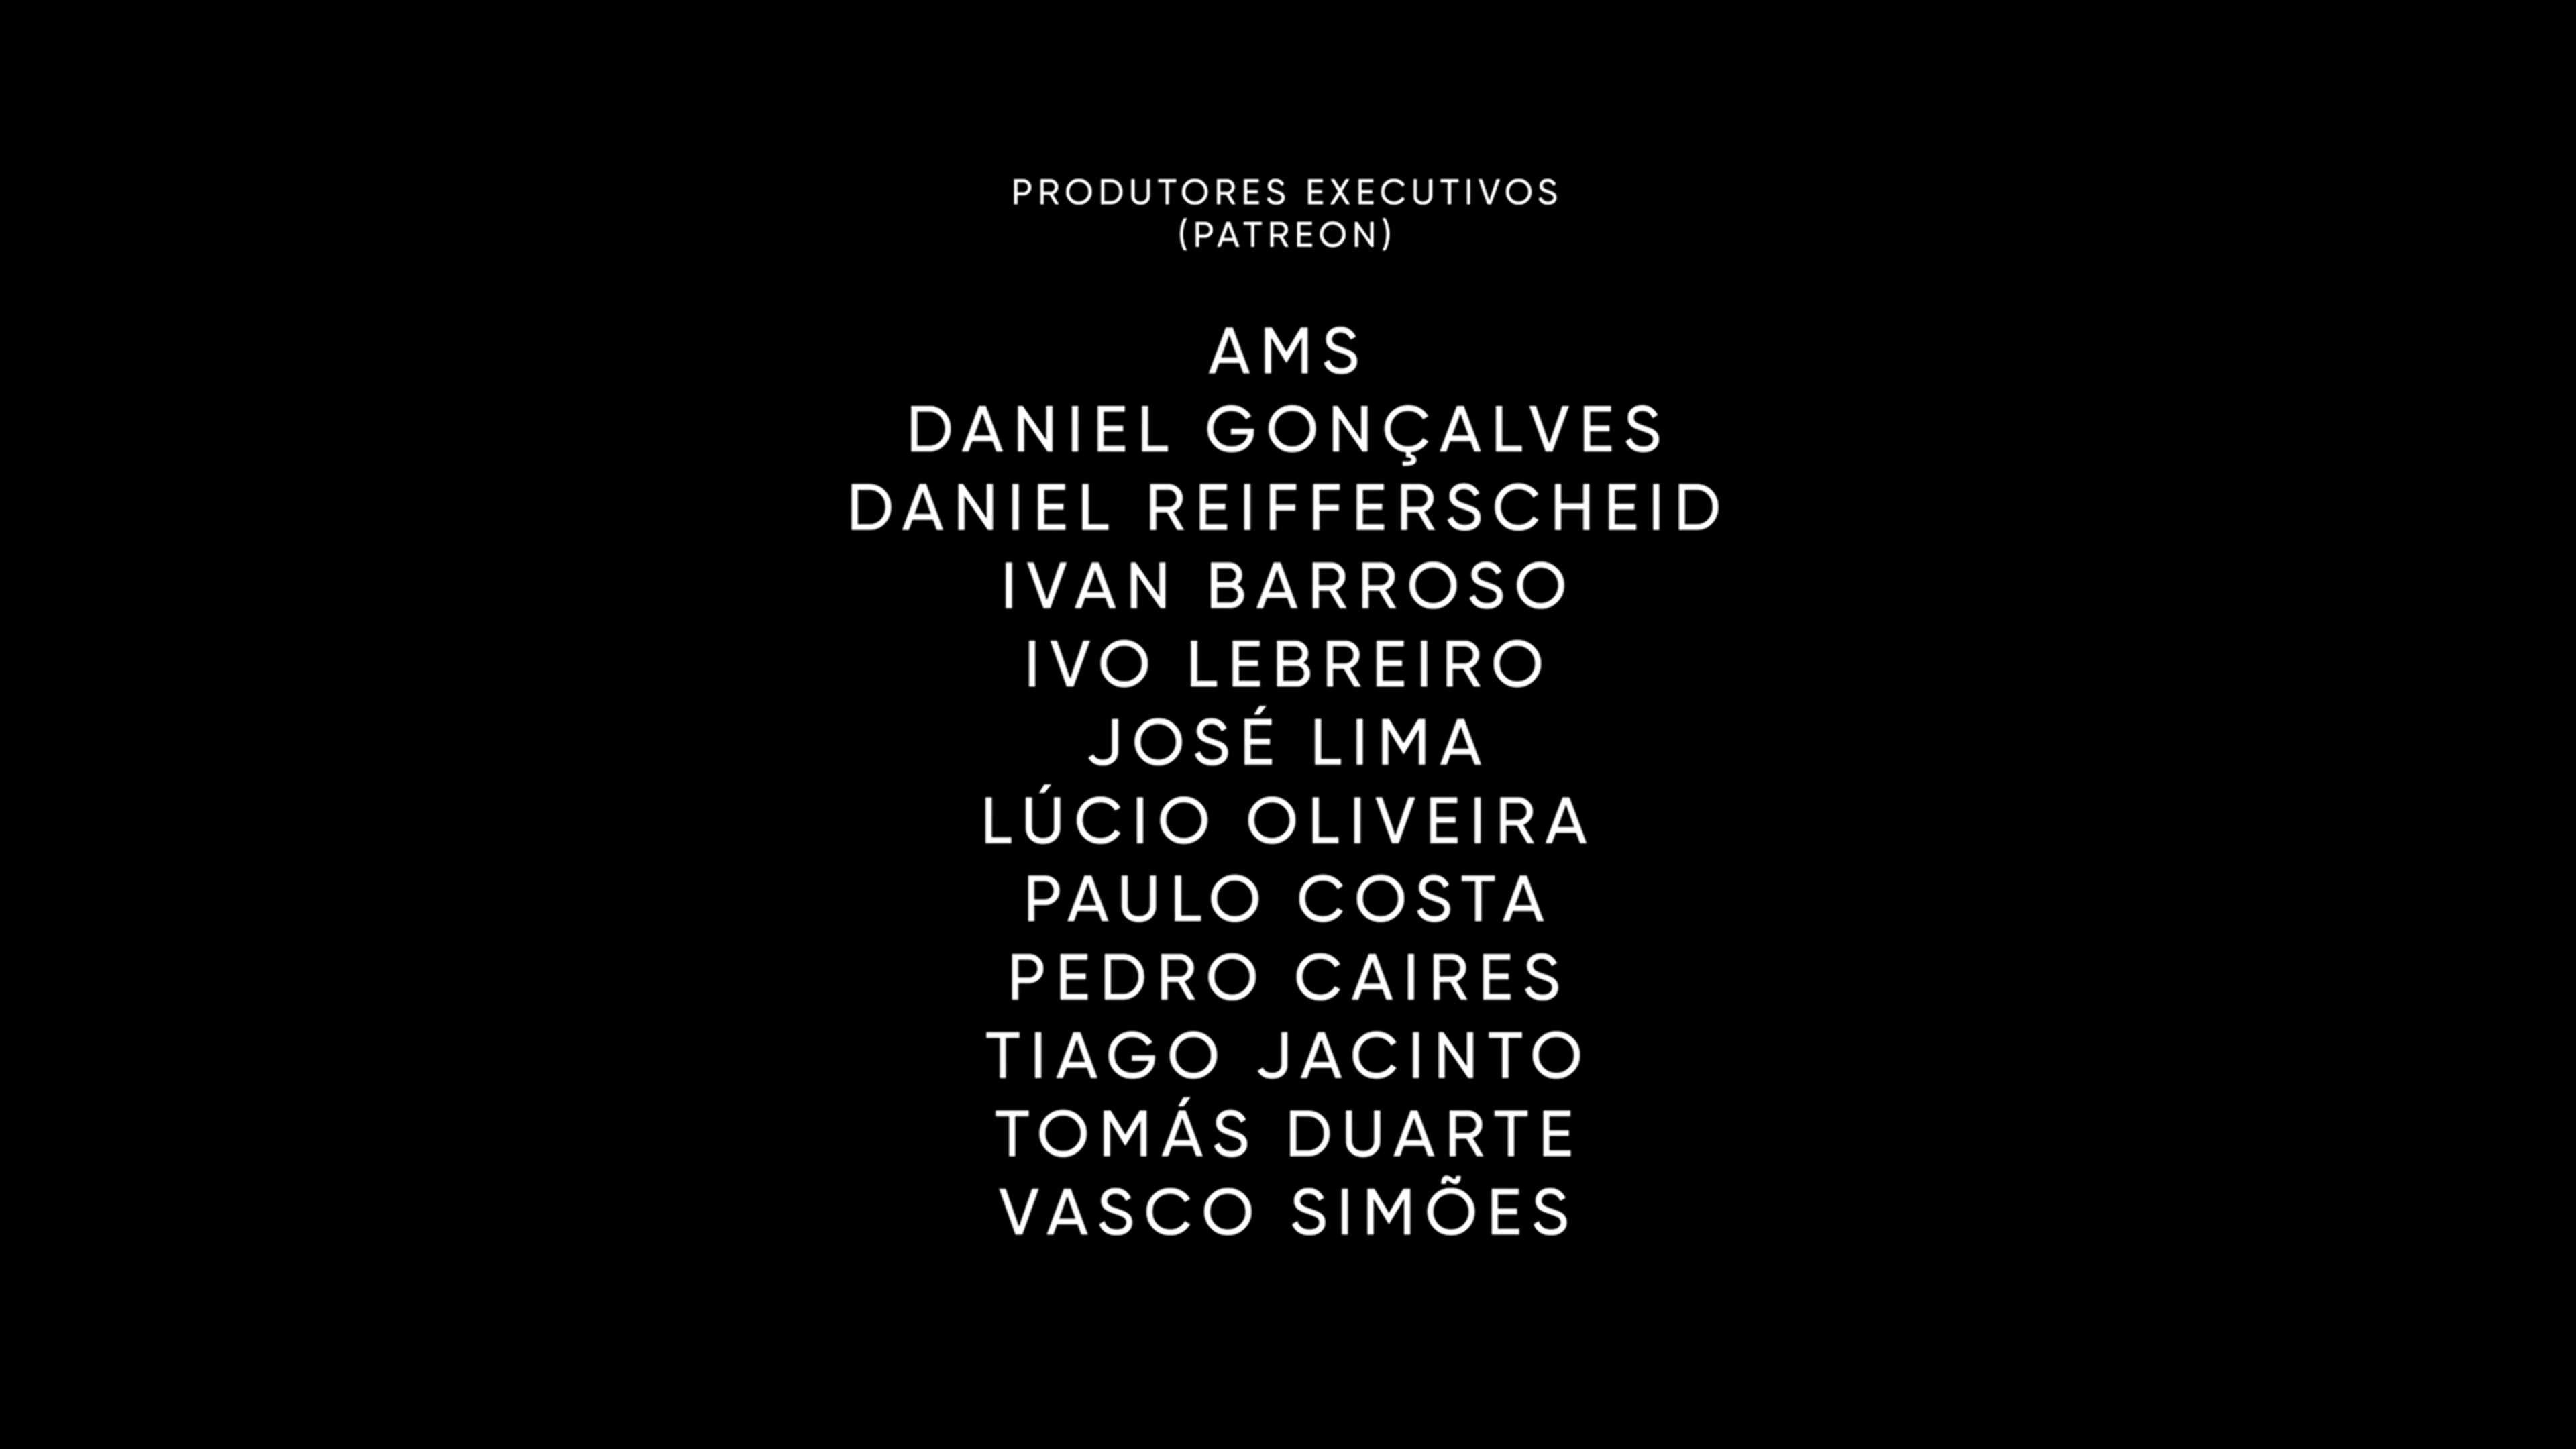 PRODUTORES EXECUTIVOS
(PATREON)
AMS
DANIEL GONÇALVES
DANIEL REIFFERSCHEID
IVAN BARROSO
IVO LEBREIRO
JOSÉ LIMA
LÚCIO OLIVEIRA
PAULO COSTA
PEDRO CAIRES
TIAGO JACINTO
TOMÁS DUARTE
VASCO SIMÕES